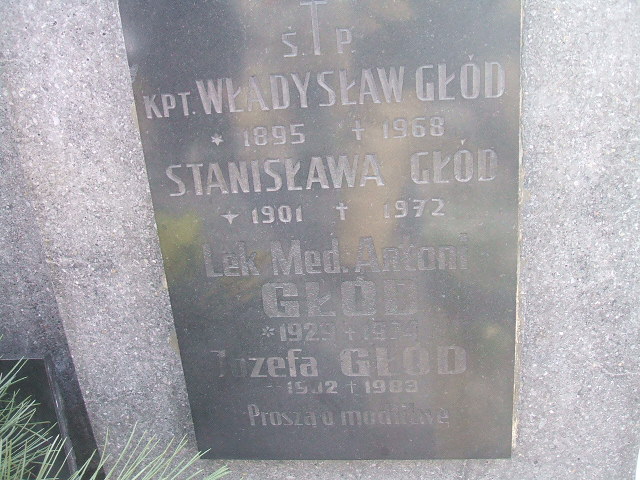 Ś. † P.
KPT. WŁADYSŁAW GŁÓD
* 1895 † 1968
STANISŁAWA GŁÓD
* 1901 † 1972
Lek Med. Antoni
GŁÓD
*1929 †
Józefa GŁÓD
†1983
Proszą o modlitwę